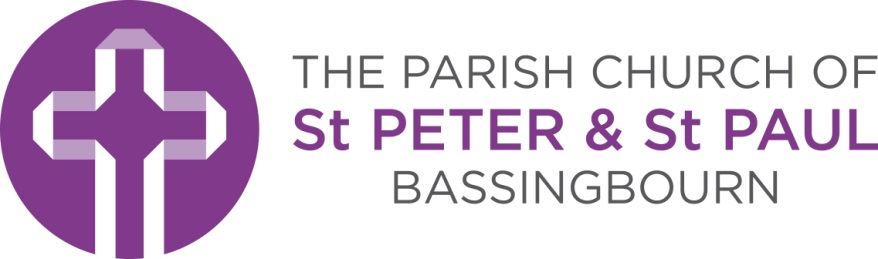 THE PARISH CHURCH OF
St PETER & St PAUL
BASSINGBOURN